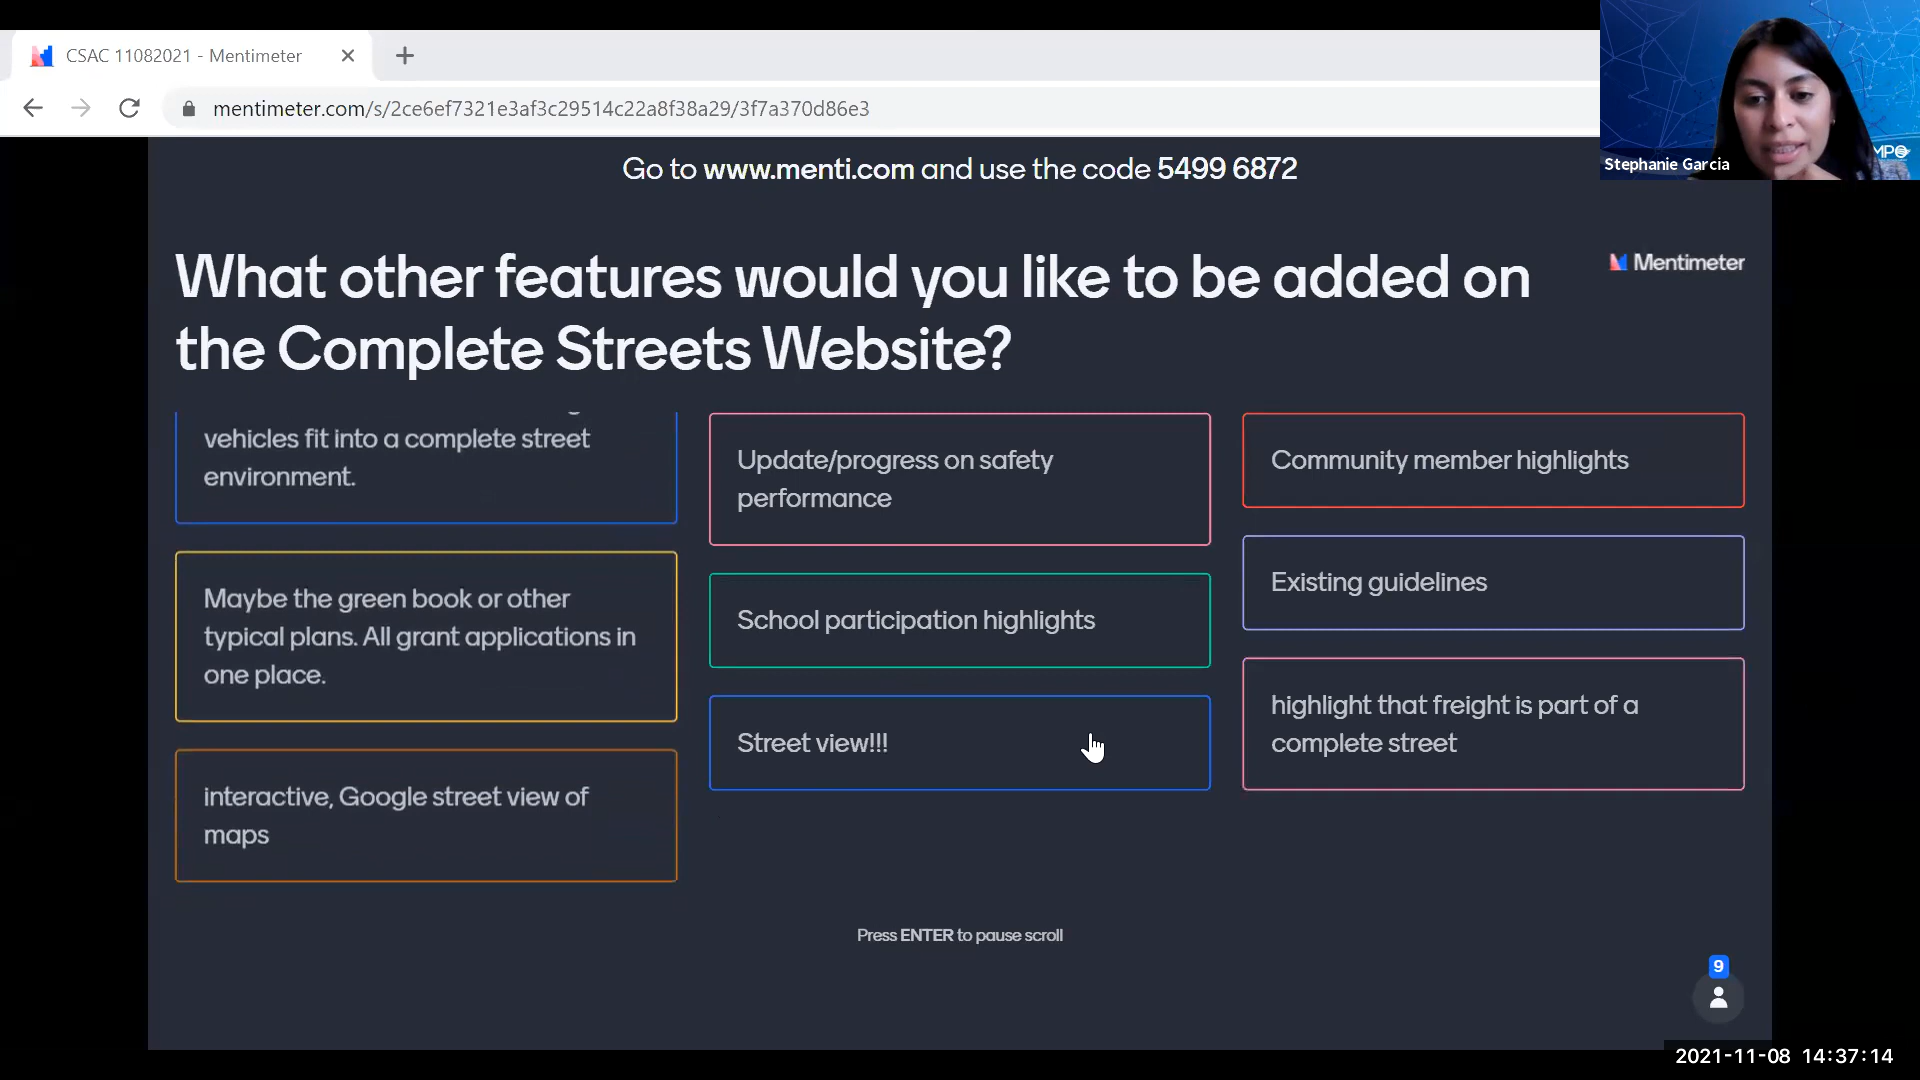 CSAC 11082021 - Mentimeter
mentimeter.com/s/2ce6ef7321e3af3c29514c22a8f38a29/3f7a370d86e3
Stephanie Garcia
MPO
Go to www.menti.com and use the code 5499 6872
Mentimeter
What other features would you like to be added on
the Complete Streets Website?
vehicles fit into a complete street
environment.
Maybe the green book or other
typical plans. All grant applications in
one place.
interactive, Google street view of
maps
Update/progress on safety
performance
School participation highlights
Street view!!!
Community member highlights
Existing guidelines
highlight that freight is part of a
complete street
Press ENTER to pause scroll
9
2021-11-08 14:37:14